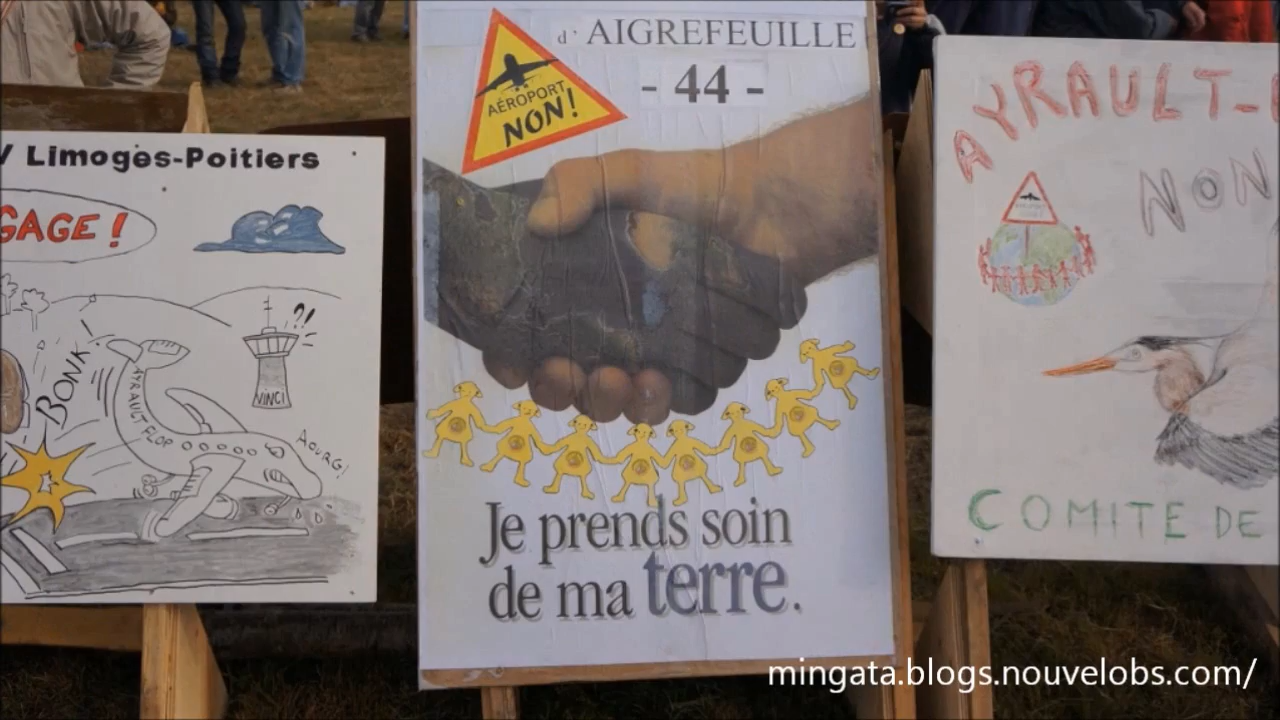 V Limoges-Poitiers
GAGE !
BONK
AYRAULT FLOP
?!
VINCI
AOURG!
d' AIGREFEUILLE
- 44 -
AÉROPORT
NON!
Je prends soin
de ma terre.
AYRAULT-
NON
AÉROPORT
COMITE DE
mingata.blogs.nouvelobs.com/